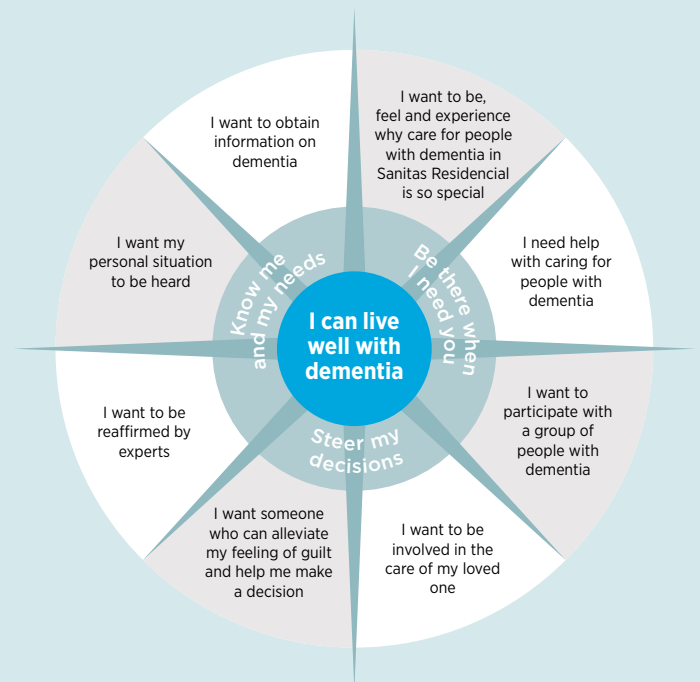 I want to be,
feel and experience
why care for people
with dementia in
Sanitas Residencial
is so special
I need help
with caring for
people with
dementia
I want to
participate with
a group of
people with
dementia
I want to be
involved in the
care of my loved
one
I want someone
who can alleviate
my feeling of guilt
and help me make
a decision
I want to be
reaffirmed by
experts
I want my
personal situation
to be heard
I want to obtain
information on
dementia
Know me
and my needs
Be there when
I need you
Steer my
decisions
I can live
well with
dementia